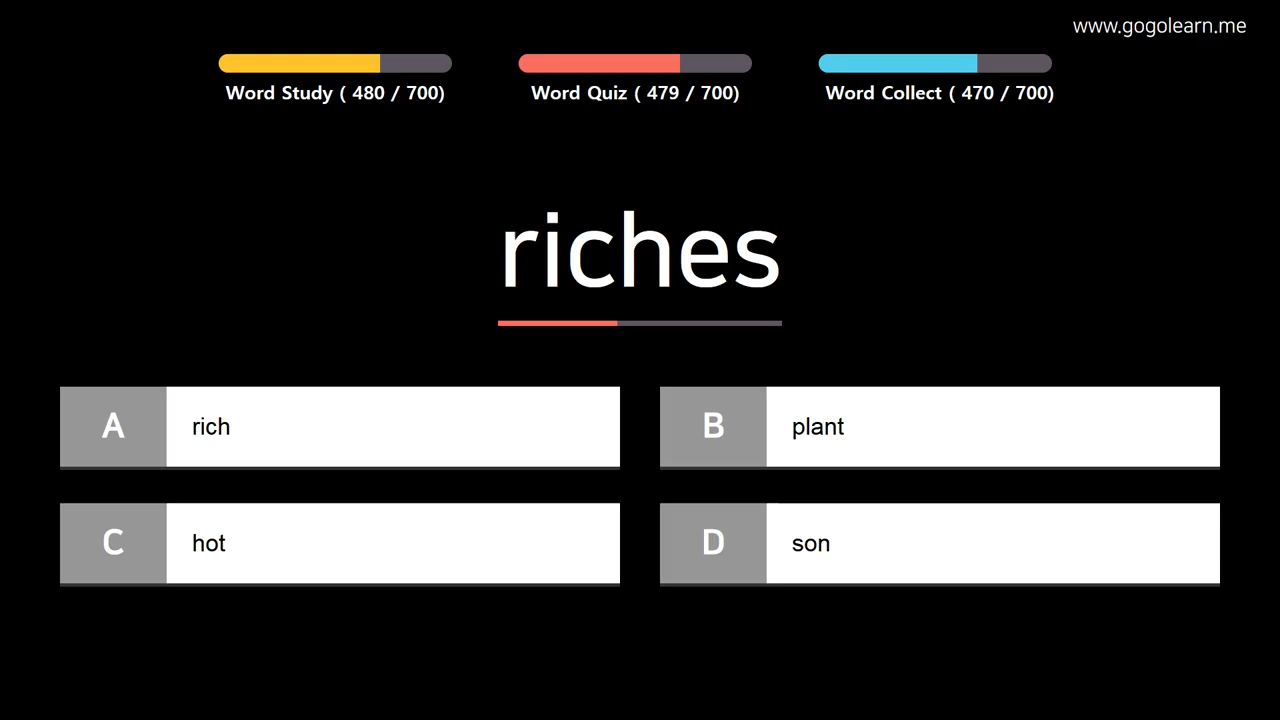 www.gogolearn.me
Word Study ( 480 / 700)
Word Quiz ( 479 / 700)
Word Collect ( 470 / 700)
riches
A rich
B plant
C hot
D son